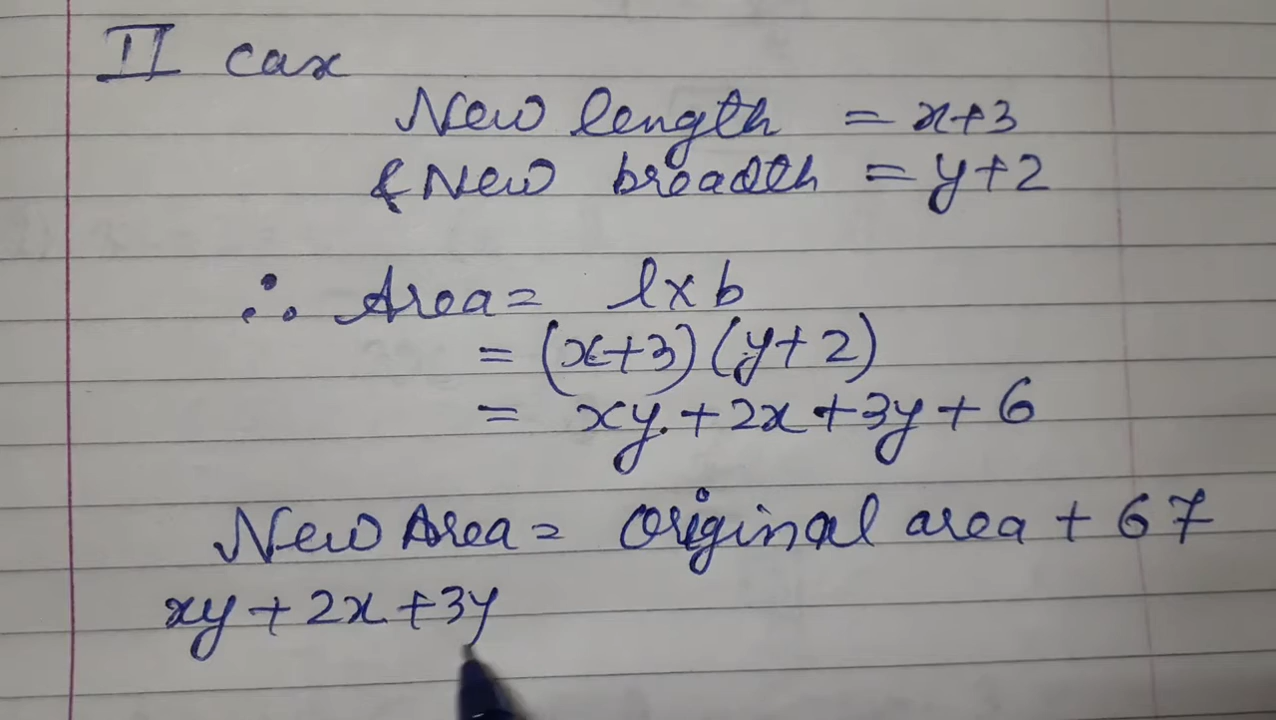 II case
New length = x+3
& New breadth = y+2
∴ Area = l×b
= (x+3)(y+2)
= xy.+2x+3y+6
New Area = Original area + 67
xy+2x+3y